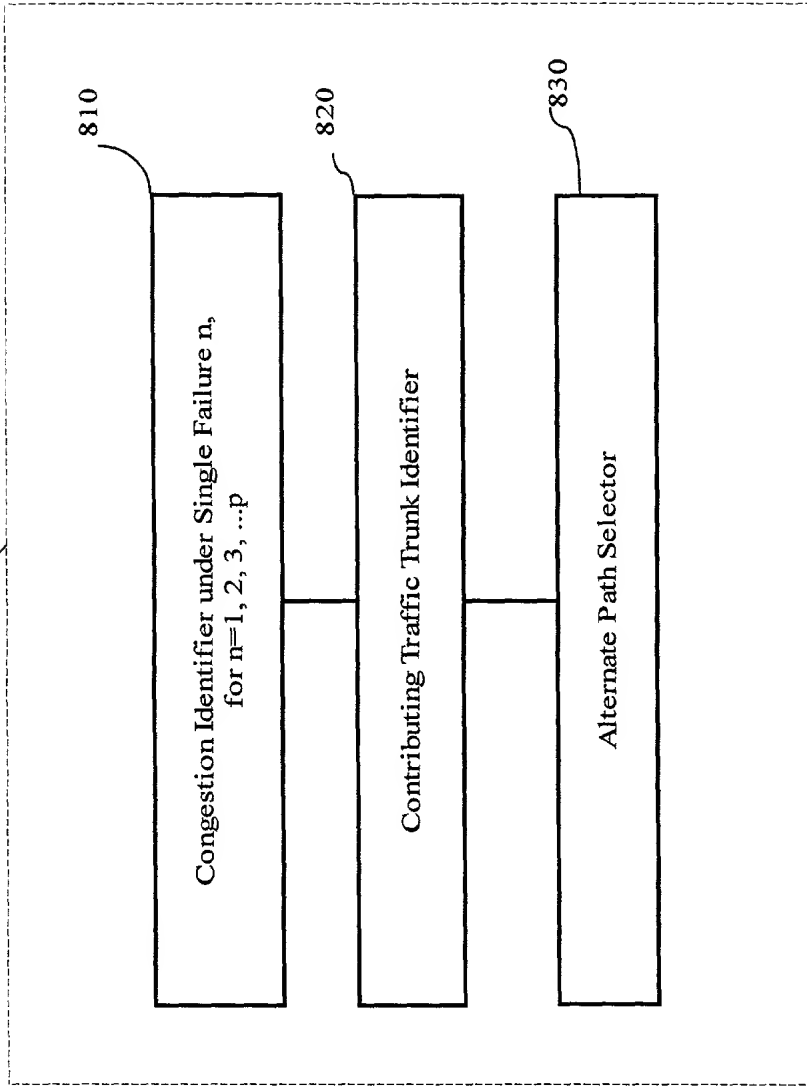 810
Congestion Identifier under Single Failure n,
for n=1, 2, 3, ...p
820
Contributing Traffic Trunk Identifier
830
Alternate Path Selector